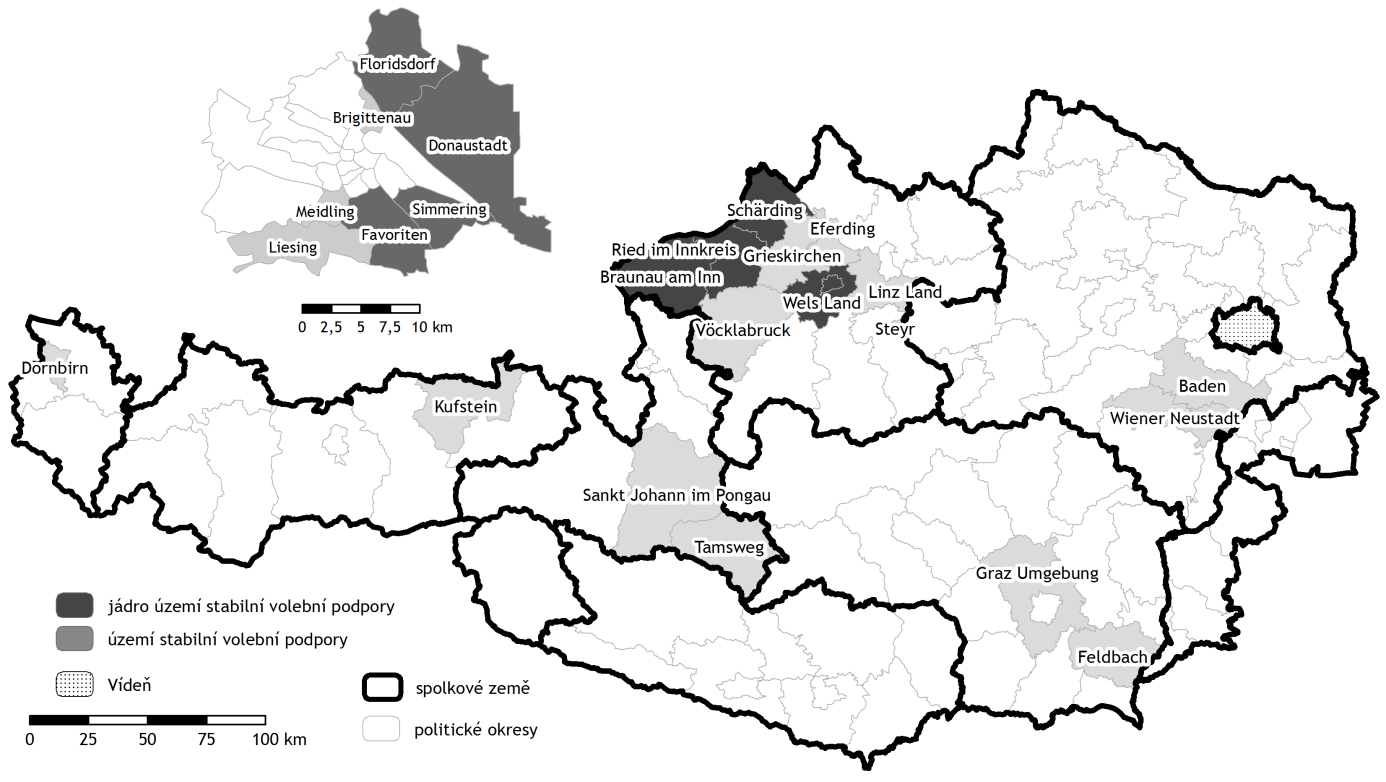 Floridsdorf
Brigittenau
Donaustadt
Meidling
Simmering
Favoriten
Liesing
0 2,5 5 7,5 10 km
Schärding
Eferding
Ried im Innkreis
Grieskirchen
Braunau am Inn
Linz Land
Wels Land
Vöcklabruck
Steyr
Dornbirn
Kufstein
Baden
Wiener Neustadt
Sankt Johann im Pongau
Tamsweg
Graz Umgebung
Feldbach
jádro území stabilní volební podpory
území stabilní volební podpory
Vídeň
spolkové země
politické okresy
0 25 50 75 100 km